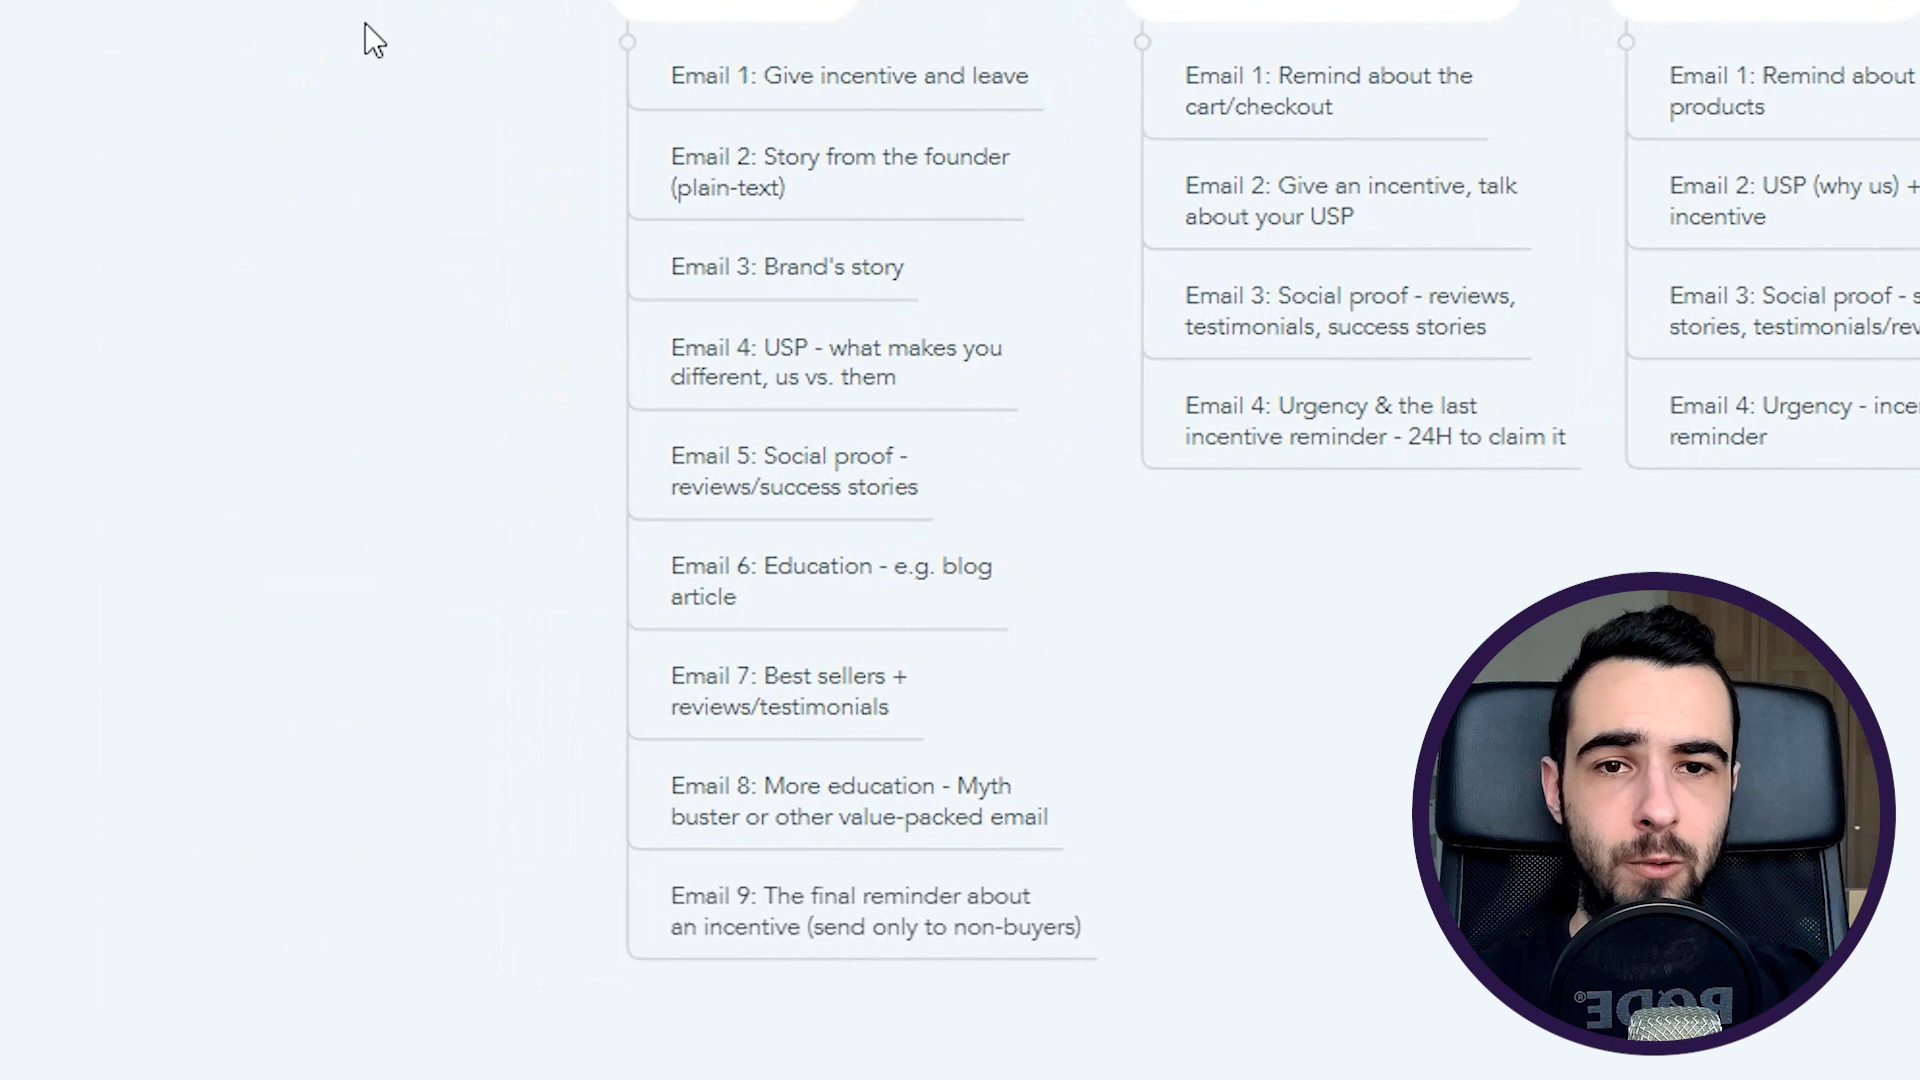 Email 1: Give incentive and leave
Email 2: Story from the founder
(plain-text)
Email 3: Brand's story
Email 4: USP - what makes you
different, us vs. them
Email 5: Social proof -
reviews/success stories
Email 6: Education - e.g. blog
article
Email 7: Best sellers +
reviews/testimonials
Email 8: More education - Myth
buster or other value-packed email
Email 9: The final reminder about
an incentive (send only to non-buyers)
Email 1: Remind about the
cart/checkout
Email 2: Give an incentive, talk
about your USP
Email 3: Social proof - reviews,
testimonials, success stories
Email 4: Urgency & the last
incentive reminder - 24H to claim it
Email 1: Remind about
products
Email 2: USP (why us) +
incentive
Email 3: Social proof -
stories, testimonials/
Email 4: Urgency -
reminder
RODE®